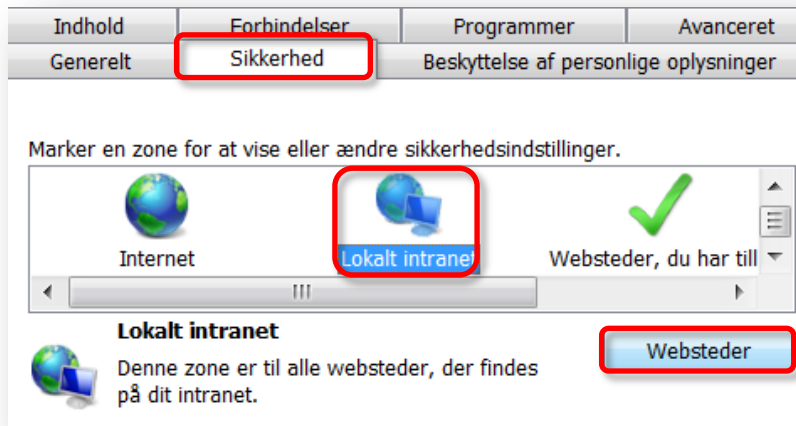 Indhold Forbindelser Programmer Avanceret
Generelt Sikkerhed Beskyttelse af personlige oplysninger
Marker en zone for at vise eller ændre sikkerhedsindstillinger.
Internet Lokalt intranet Websteder, du har till
Lokalt intranet
Denne zone er til alle websteder, der findes
på dit intranet.
Websteder